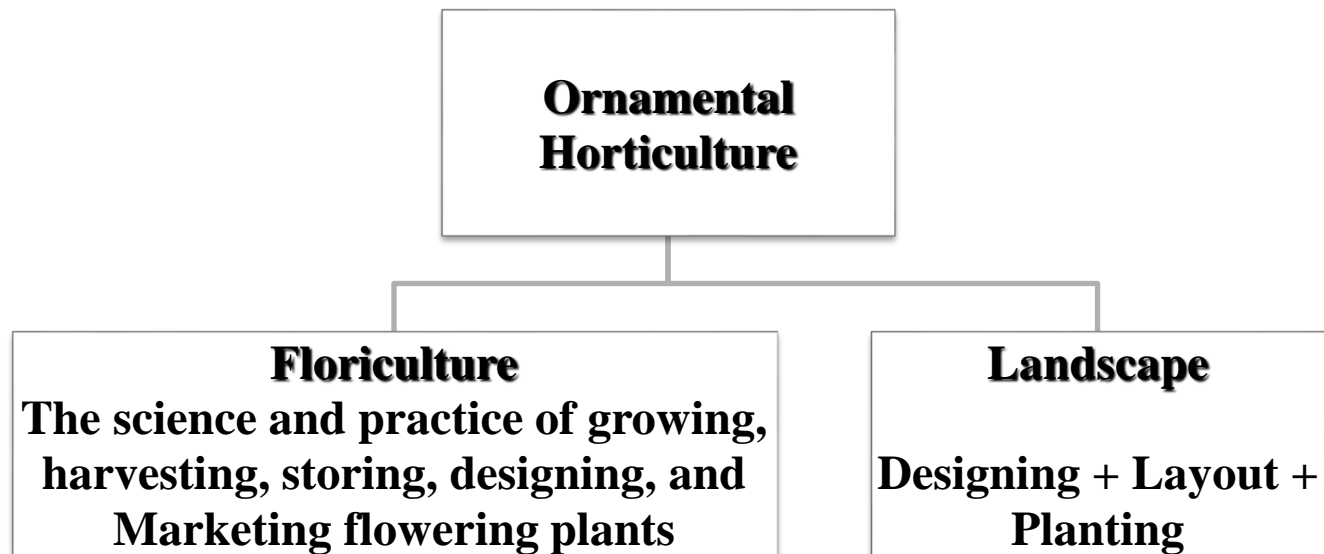 Ornamental
Horticulture
Floriculture
The science and practice of growing,
harvesting, storing, designing, and
Marketing flowering plants
Landscape
Designing + Layout +
Planting